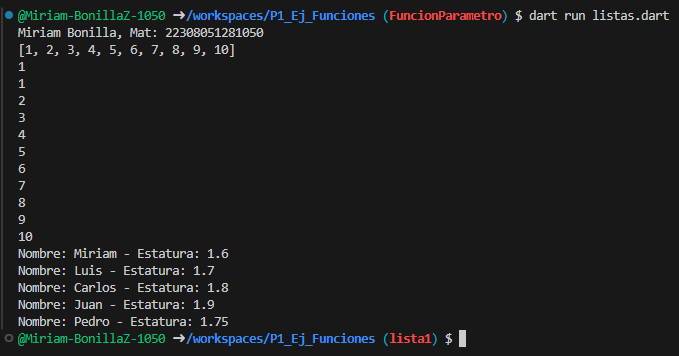 @Miriam-BonillaZ-1050 ➜/workspaces/P1_Ej_Funciones (FuncionParametro) $ dart run listas.dart
Miriam Bonilla, Mat: 22308051281050
[1, 2, 3, 4, 5, 6, 7, 8, 9, 10]
1
1
2
3
4
5
6
7
8
9
10
Nombre: Miriam - Estatura: 1.6
Nombre: Luis - Estatura: 1.7
Nombre: Carlos - Estatura: 1.8
Nombre: Juan - Estatura: 1.9
Nombre: Pedro - Estatura: 1.75
@Miriam-BonillaZ-1050 ➜/workspaces/P1_Ej_Funciones (lista1) $